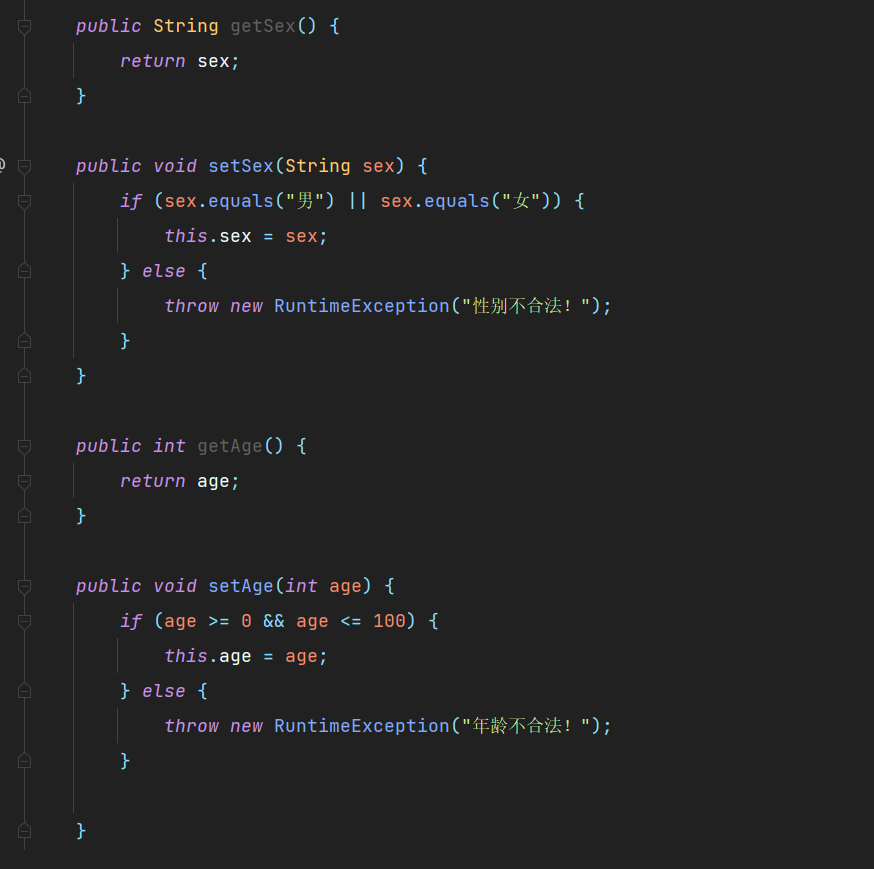 public String getSex() {
    return sex;
}
public void setSex(String sex) {
    if (sex.equals("男") || sex.equals("女")) {
        this.sex = sex;
    } else {
        throw new RuntimeException("性别不合法！");
    }
}
public int getAge() {
    return age;
}
public void setAge(int age) {
    if (age >= 0 && age <= 100) {
        this.age = age;
    } else {
        throw new RuntimeException("年龄不合法！");
    }
}